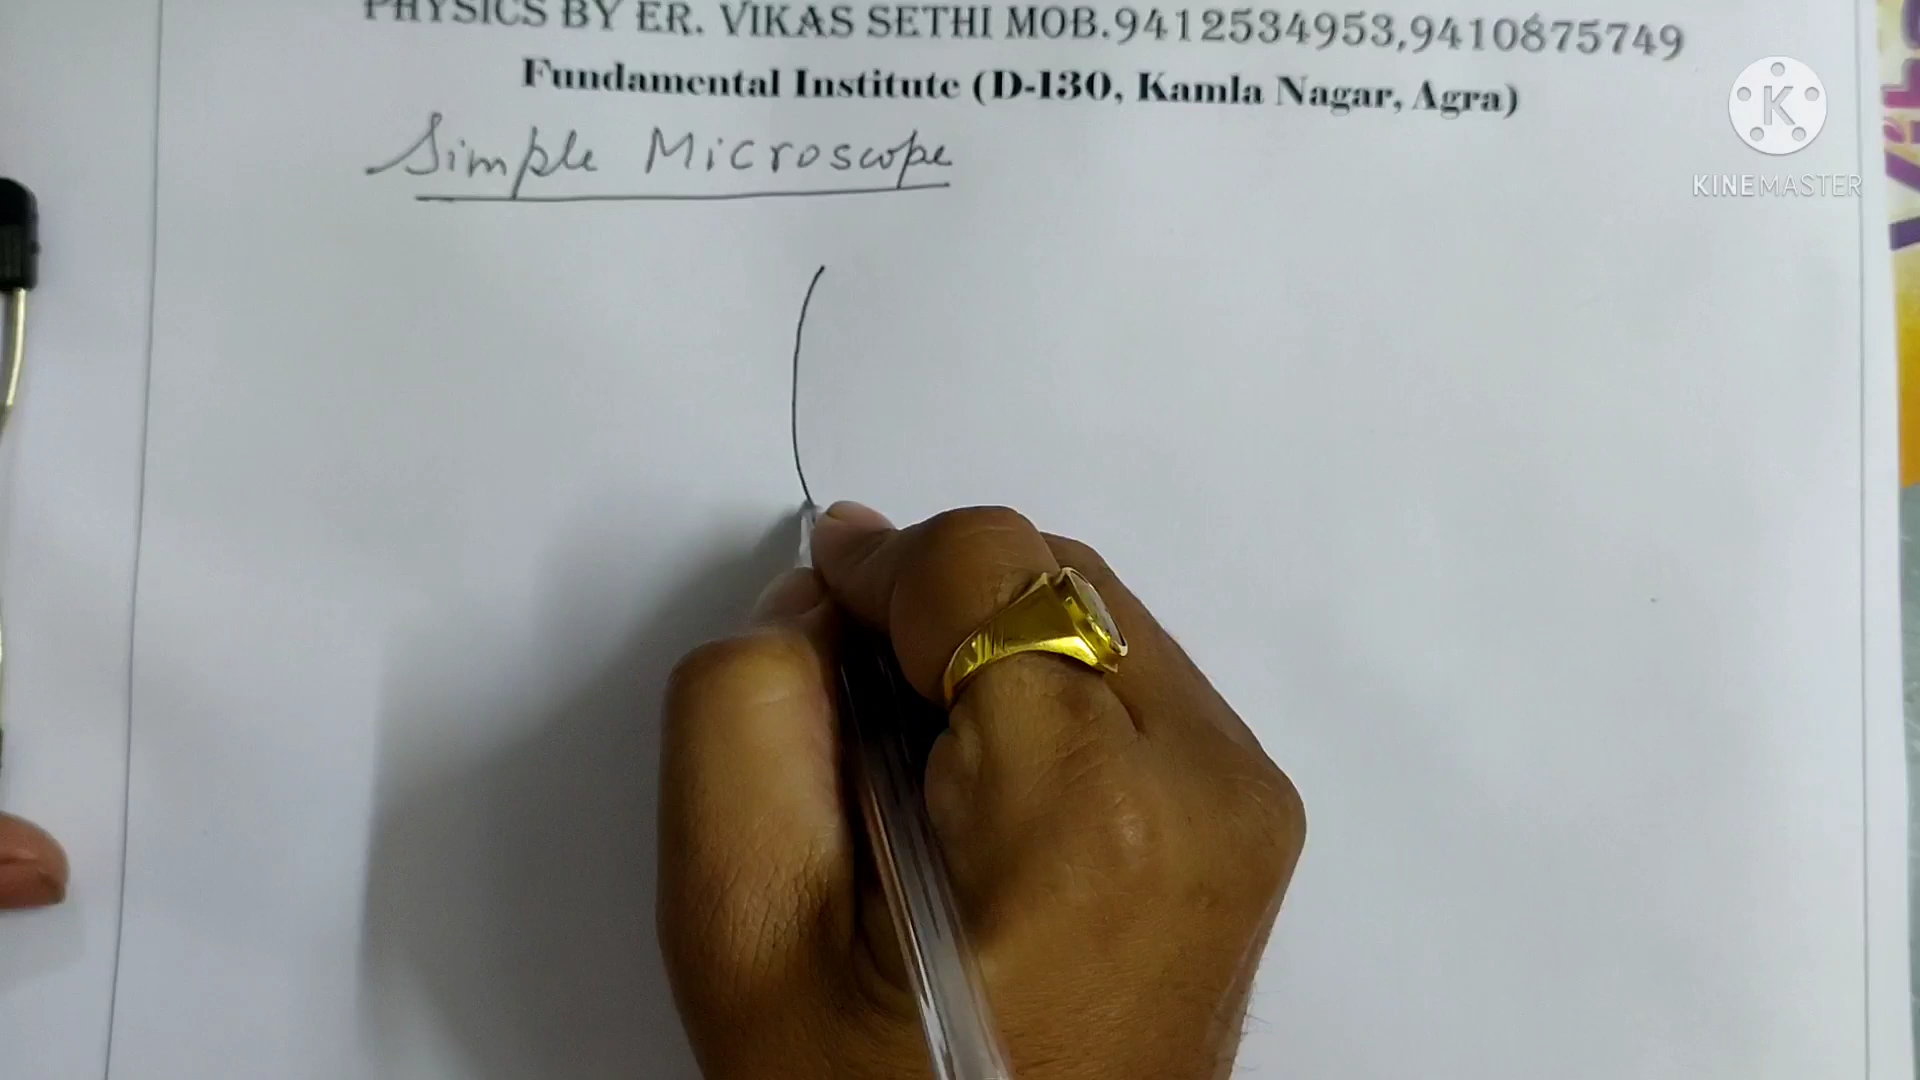 PHYSICS BY ER. VIKAS SETHI MOB.9412534953,9410875749
Fundamental Institute (D-130, Kamla Nagar, Agra)
Simple Microscope
KINEMASTER